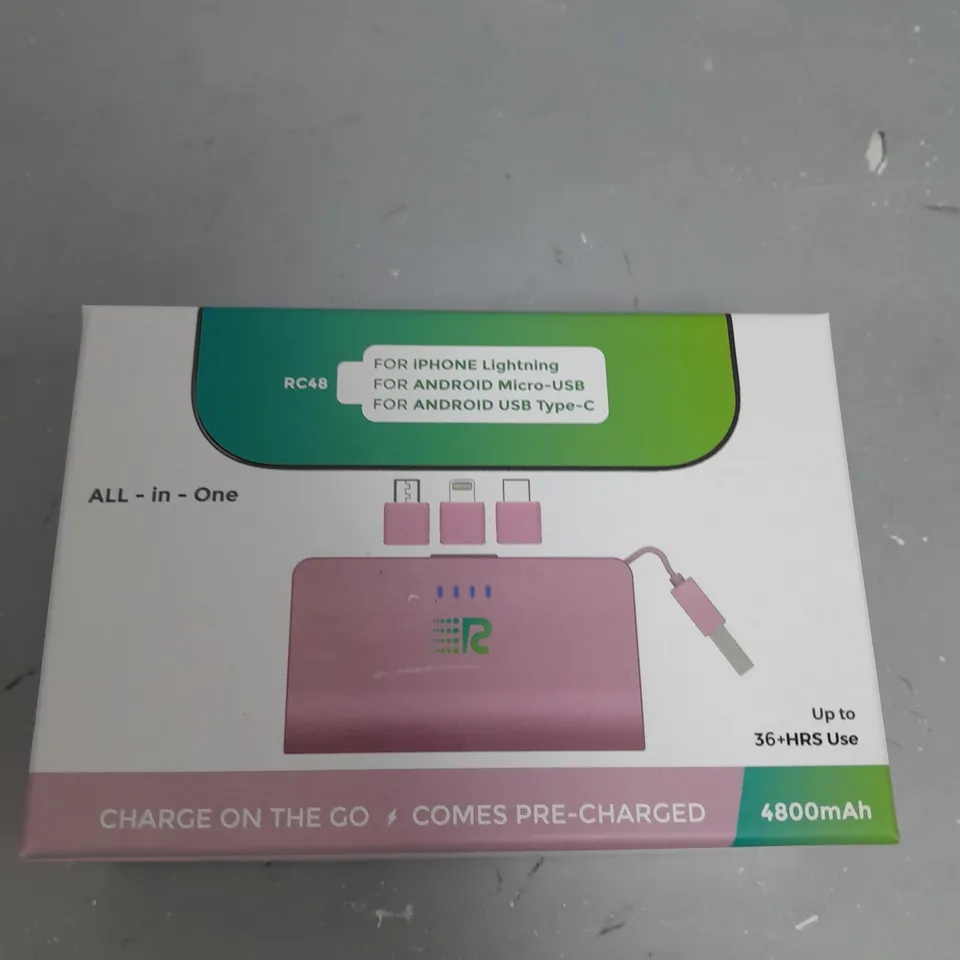 RC48
FOR iPHONE Lightning
FOR ANDROID Micro-USB
FOR ANDROID USB Type-C
ALL - in - One
R
Up to
36+HRS Use
CHARGE ON THE GO COMES PRE-CHARGED
4800mAh